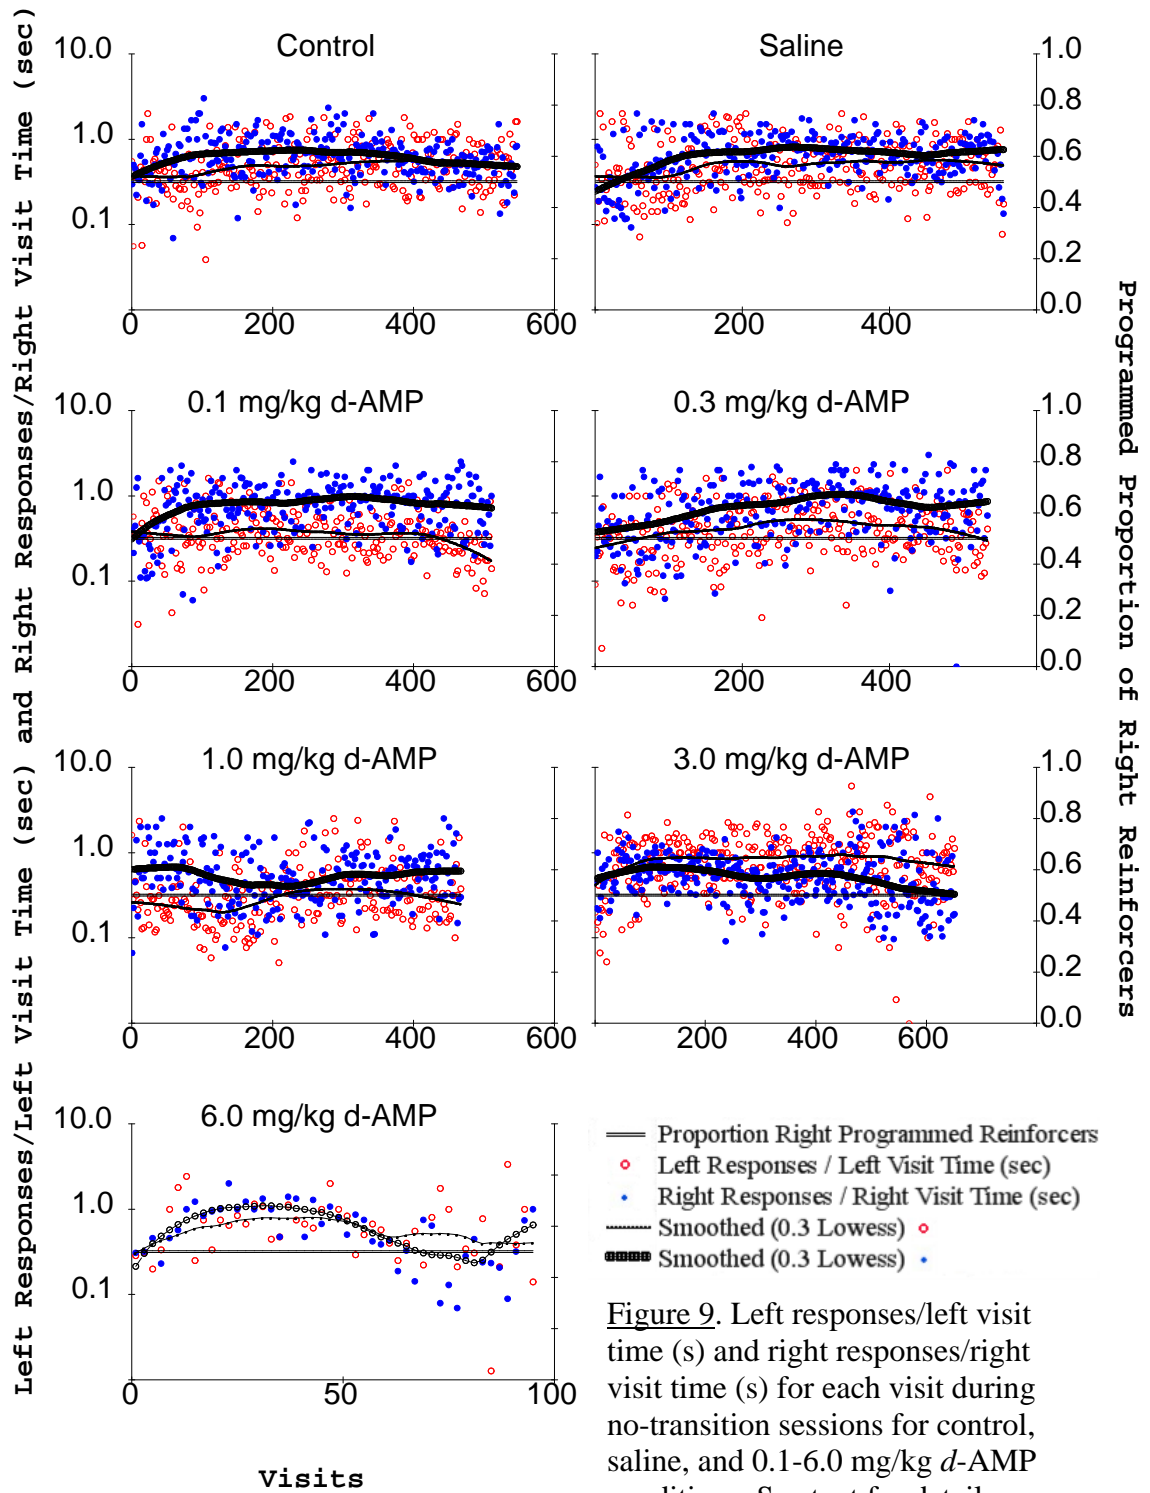 Left Responses/Left Visit Time (sec) and Right Responses/Right Visit Time (sec)
Control
10.0
1.0
0.1
0
200
400
600
Saline
1.0
0.8
0.6
0.4
0.2
0.0
200
400
0.1 mg/kg d-AMP
10.0
1.0
0.1
0
200
400
600
0.3 mg/kg d-AMP
1.0
0.8
0.6
0.4
0.2
0.0
200
400
1.0 mg/kg d-AMP
10.0
1.0
0.1
0
200
400
600
3.0 mg/kg d-AMP
1.0
0.8
0.6
0.4
0.2
0.0
200
400
600
Programmed Proportion of Right Reinforcers
6.0 mg/kg d-AMP
10.0
1.0
0.1
0
50
100
Visits
Proportion Right Programmed Reinforcers
Left Responses / Left Visit Time (sec)
Right Responses / Right Visit Time (sec)
Smoothed (0.3 Lowess)
Smoothed (0.3 Lowess)
Figure 9. Left responses/left visit
time (s) and right responses/right
visit time (s) for each visit during
no-transition sessions for control,
saline, and 0.1-6.0 mg/kg d-AMP